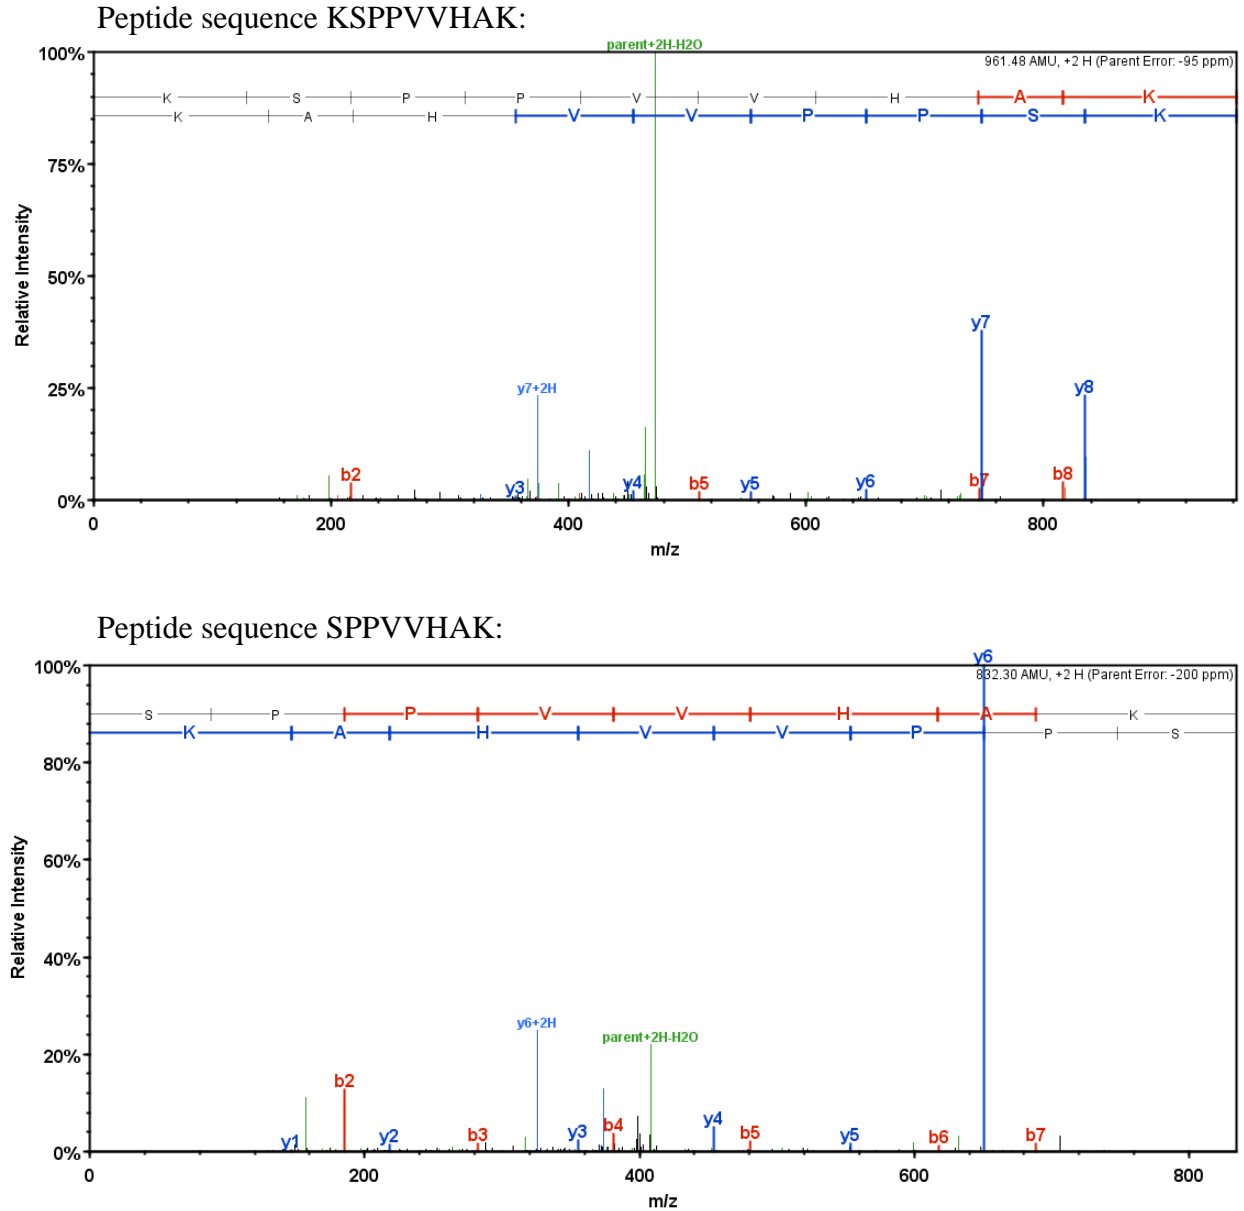 Peptide sequence KSPPVVHAK:
parent+2H-H2O
100%
961.48 AMU, +2 H (Parent Error: -95 ppm)
K S P P V V H A K
K A H V V P P S K
75%
Relative Intensity
50%
y7
25%
y7+2H
y8
b2
y3
y4
b5
y5
y6
b7
b8
0%
0 200 400 600 800
m/z
Peptide sequence SPPVVHAK:
y6
100%
832.30 AMU, +2 H (Parent Error: -200 ppm)
S P P V V H A K
K A H V V P P S
80%
Relative Intensity
60%
40%
y6+2H
parent+2H-H2O
20%
b2
y1
y2
b3
y3
b4
y4
b5
y5
b6
b7
0%
0 200 400 600 800
m/z